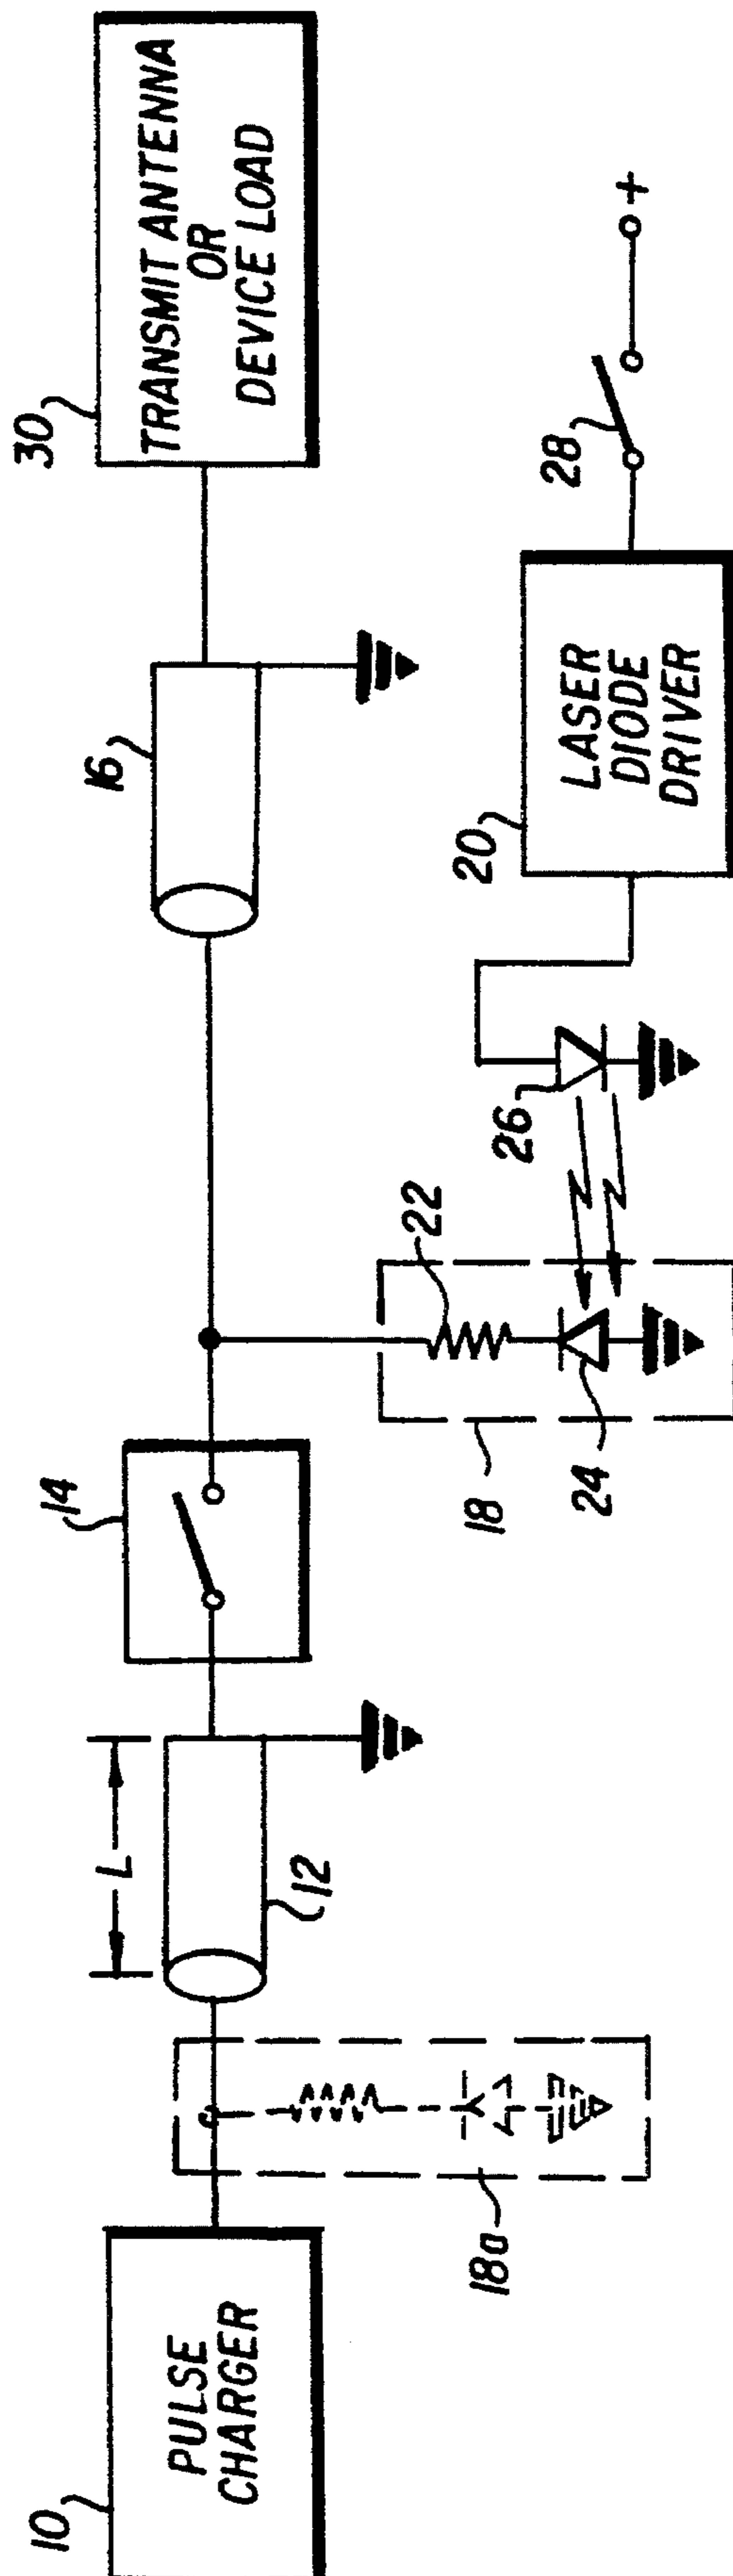 10
PULSE
CHARGER
18a
L
12
14
18
22
24
16
26
20
LASER
DIODE
DRIVER
28
+
30
TRANSMIT ANTENNA
OR
DEVICE LOAD